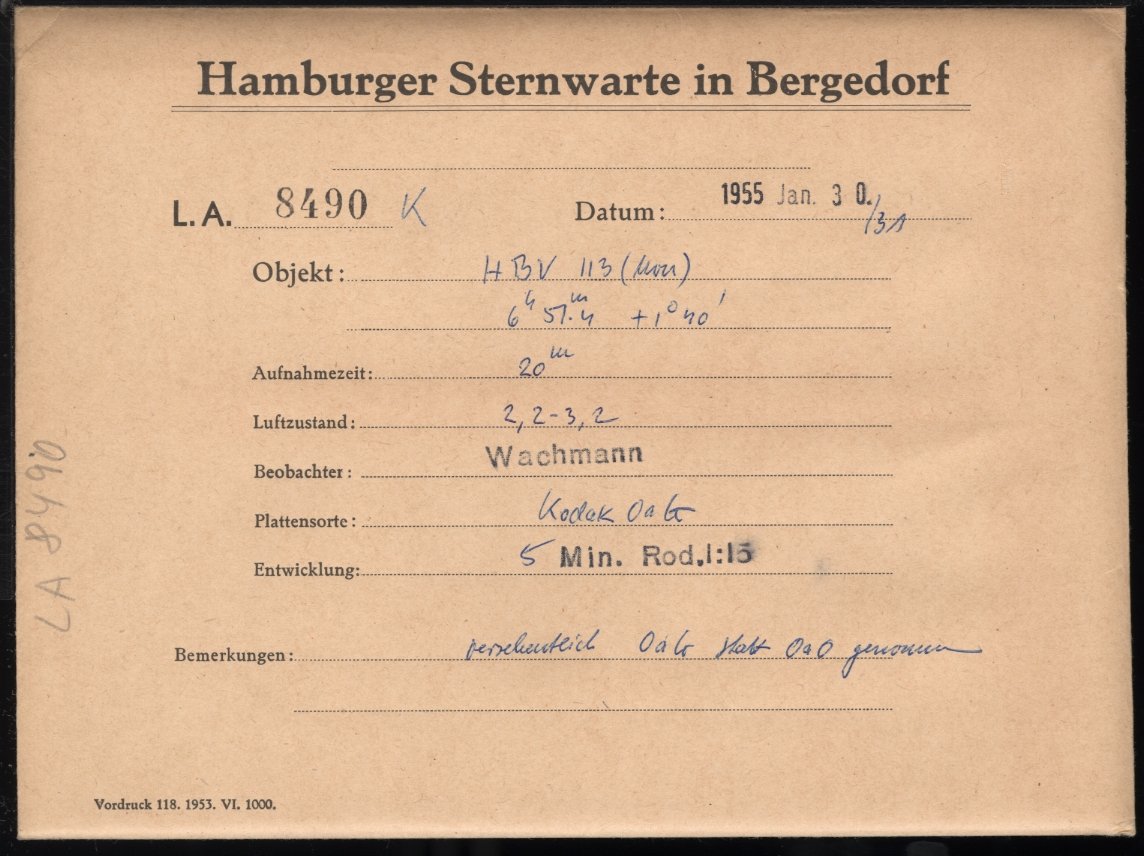 Hamburger Sternwarte in Bergedorf
L. A. 8490 K
Datum: 1955 Jan. 30./31
Objekt: HBV 113 (Mon)
6ʰ 51.ᵐ4 +1°40'
Aufnahmezeit: 20ᵐ
Luftzustand: 2, 2-3, 2
Beobachter: Wachmann
Plattensorte: Kodak OaG
Entwicklung: 5 Min. Rod. 1:15
Bemerkungen: versehentlich OaG statt OaO genommen
Vordruck 118. 1953. VI. 1000.
LA 8490